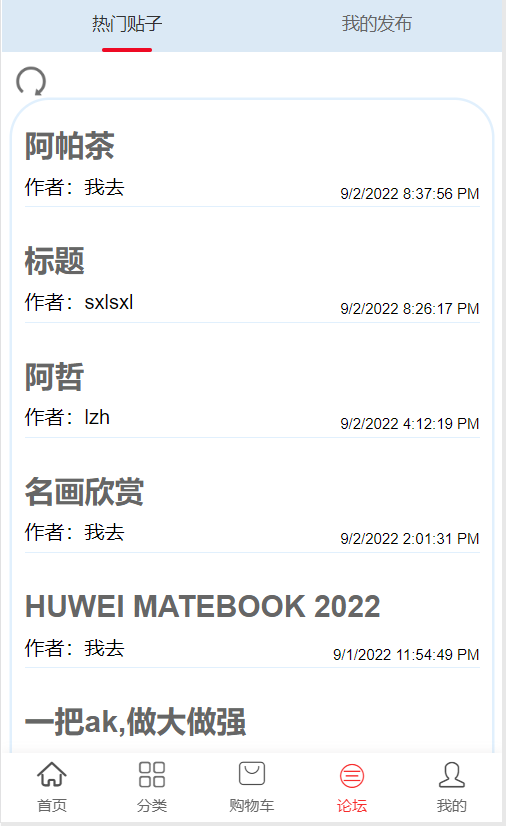 热门贴子 我的发布
阿帕茶
作者：我去 9/2/2022 8:37:56 PM
标题
作者：sxlsxl 9/2/2022 8:26:17 PM
阿哲
作者：lzh 9/2/2022 4:12:19 PM
名画欣赏
作者：我去 9/2/2022 2:01:31 PM
HUWEI MATEBOOK 2022
作者：我去 9/1/2022 11:54:49 PM
一把ak,做大做强
首页 分类 购物车 论坛 我的